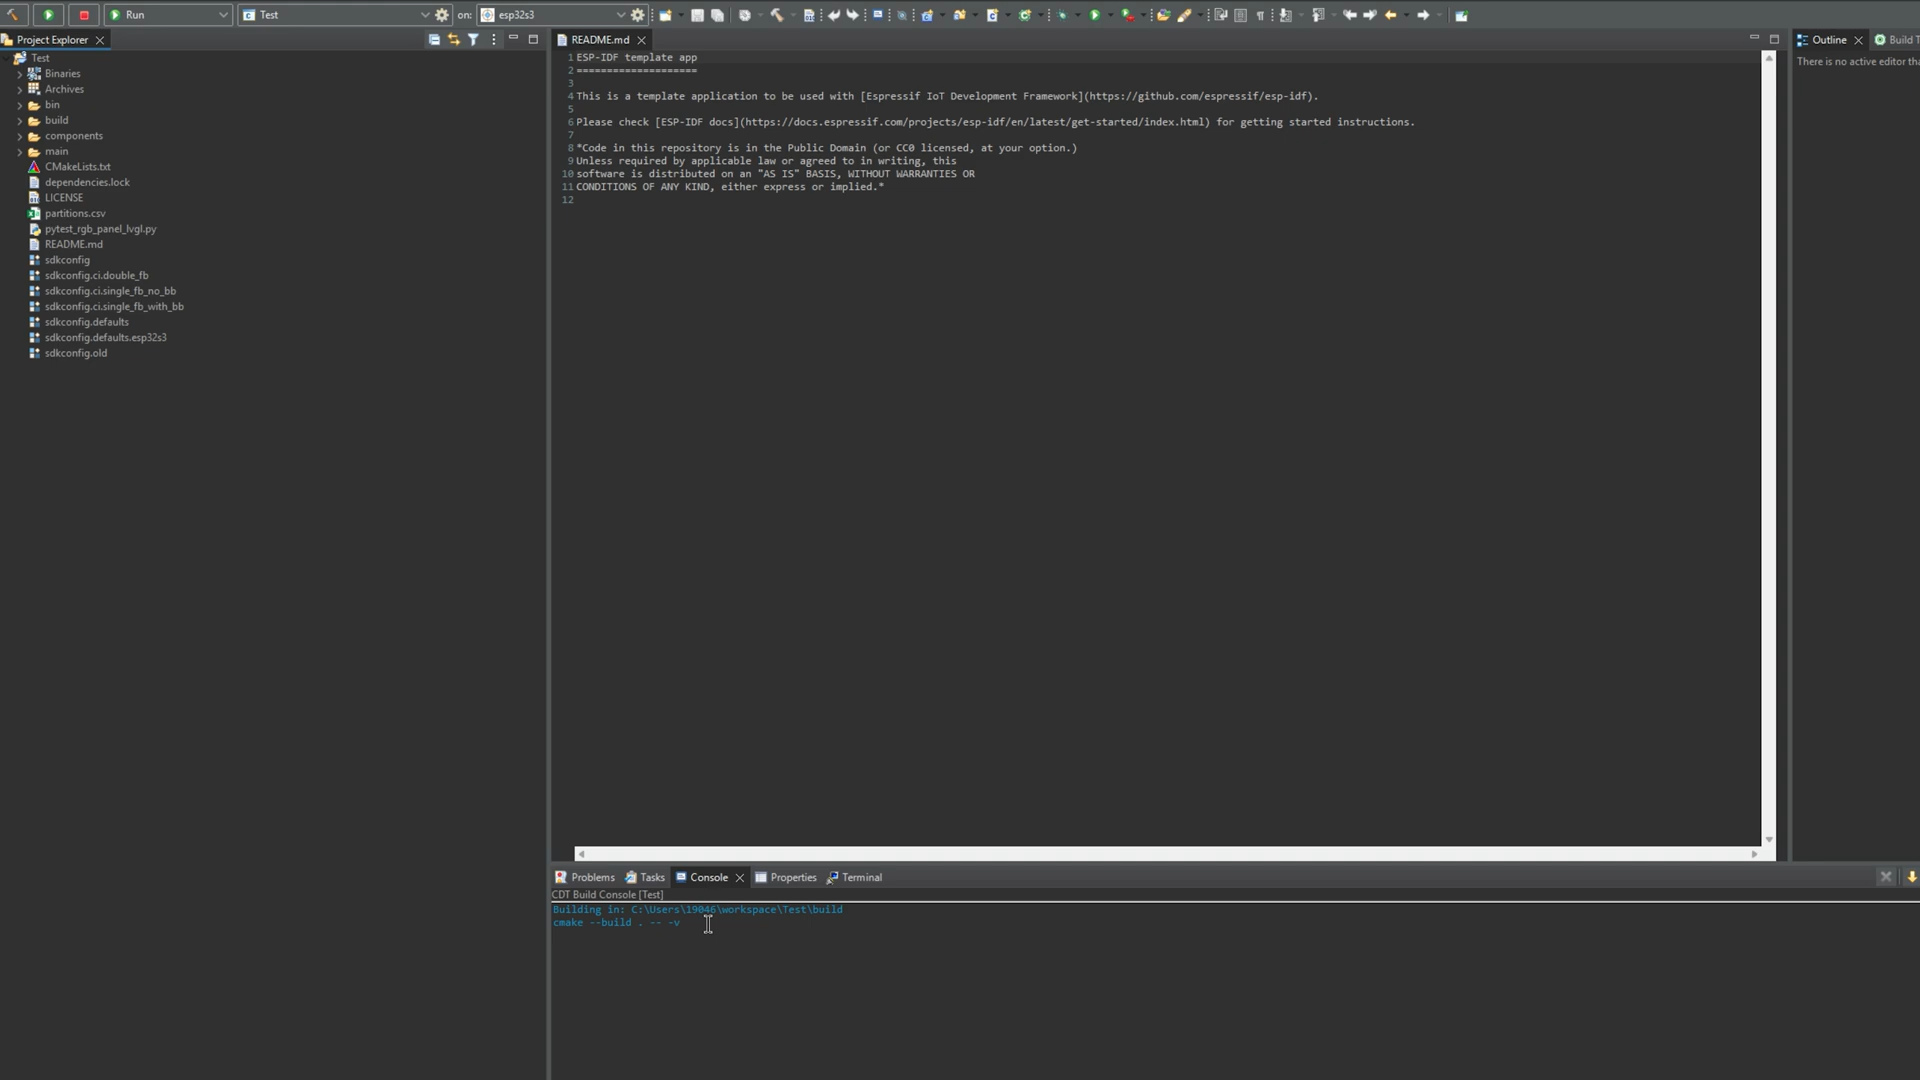 Run
Test
on:
esp32s3
Project Explorer
Test
Binaries
Archives
bin
build
components
main
CMakeLists.txt
dependencies.lock
LICENSE
partitions.csv
pytest_rgb_panel_lvgl.py
README.md
sdkconfig
sdkconfig.ci.double_fb
sdkconfig.ci.single_fb_no_bb
sdkconfig.ci.single_fb_with_bb
sdkconfig.defaults
sdkconfig.defaults.esp32s3
sdkconfig.old
README.md
1 ESP-IDF template app
2 ====================
3
4 This is a template application to be used with [Espressif IoT Development Framework](https://github.com/espressif/esp-idf).
5
6 Please check [ESP-IDF docs](https://docs.espressif.com/projects/esp-idf/en/latest/get-started/index.html) for getting started instructions.
7
8 *Code in this repository is in the Public Domain (or CC0 licensed, at your option.)
9 Unless required by applicable law or agreed to in writing, this
10 software is distributed on an "AS IS" BASIS, WITHOUT WARRANTIES OR
11 CONDITIONS OF ANY KIND, either express or implied.*
12
Outline
Build T
There is no active editor tha
Problems
Tasks
Console
Properties
Terminal
CDT Build Console [Test]
Building in: C:\Users\19046\workspace\Test\build
cmake --build . -- -v